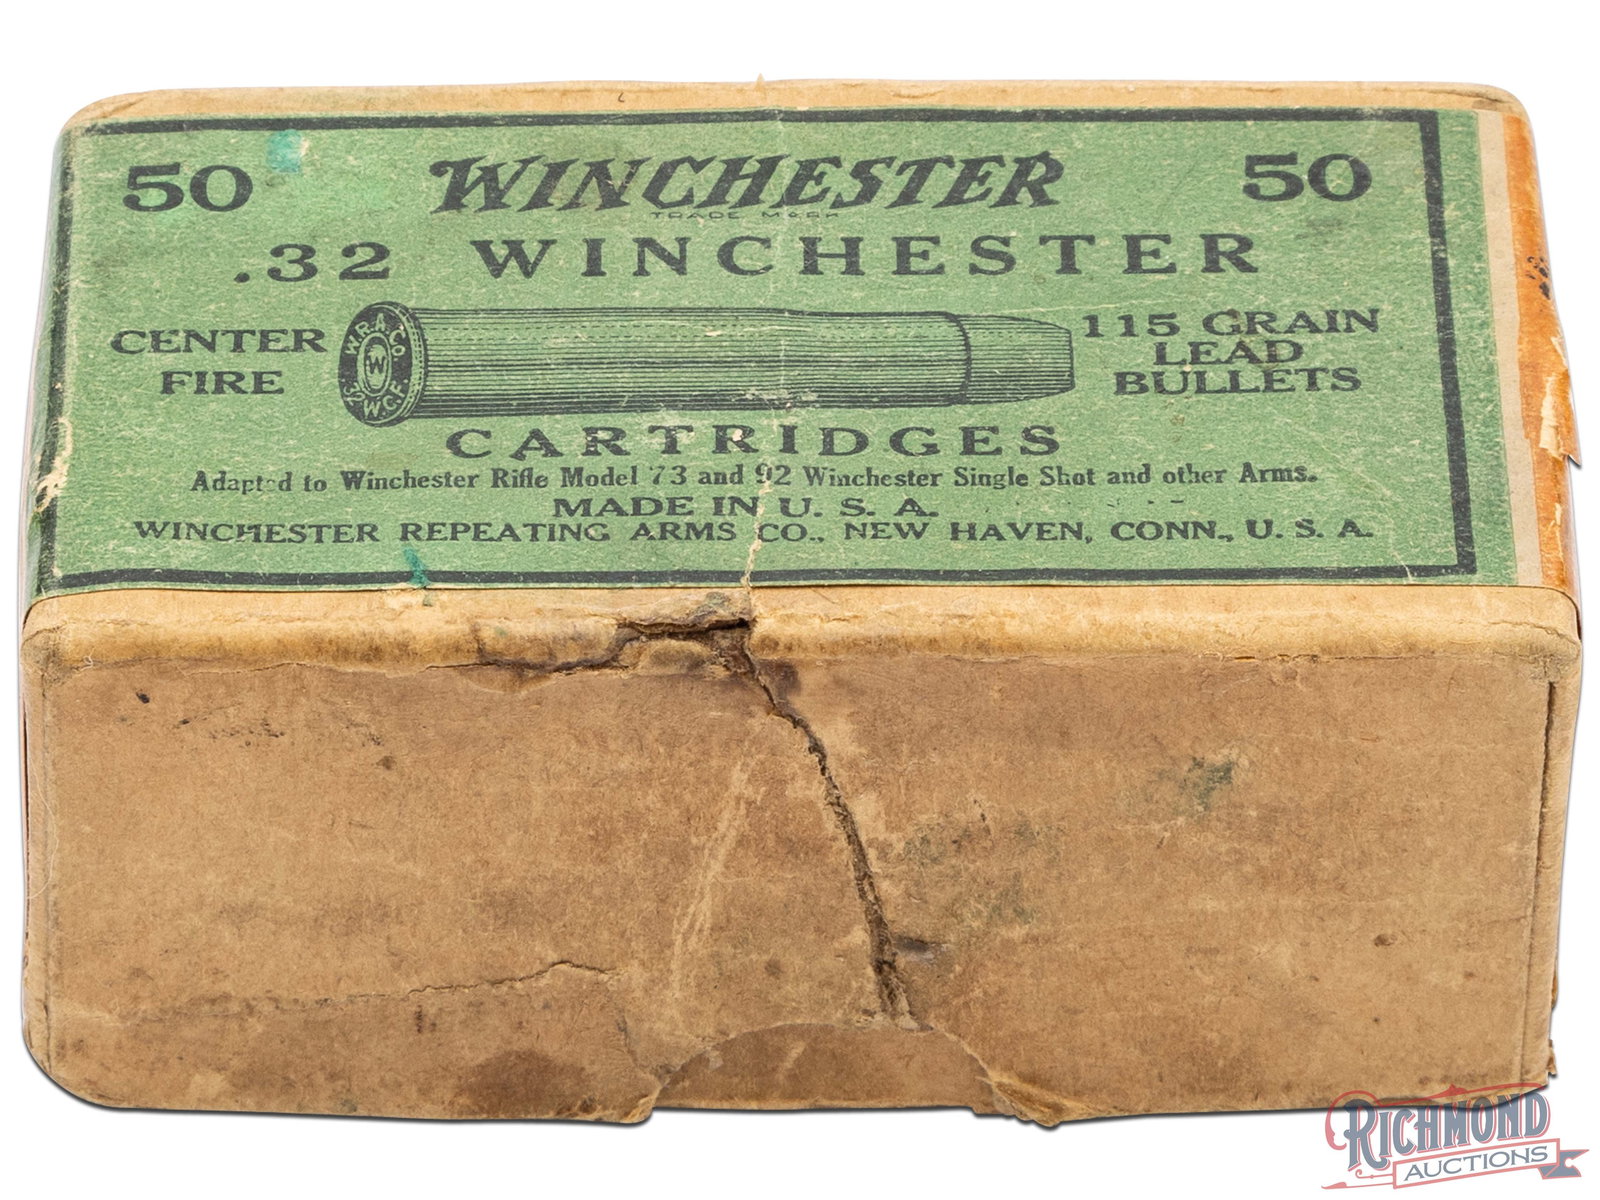 50 WINCHESTER 50
TRADE MARK
.32 WINCHESTER
CENTER FIRE
W.R.A.CO.
W
32 W.C.F.
115 GRAIN
LEAD
BULLETS
CARTRIDGES
Adapted to Winchester Rifle Model '73 and 92 Winchester Single Shot and other Arms.
MADE IN U. S. A.
WINCHESTER REPEATING ARMS CO., NEW HAVEN, CONN., U. S. A.
RICHMOND
AUCTIONS